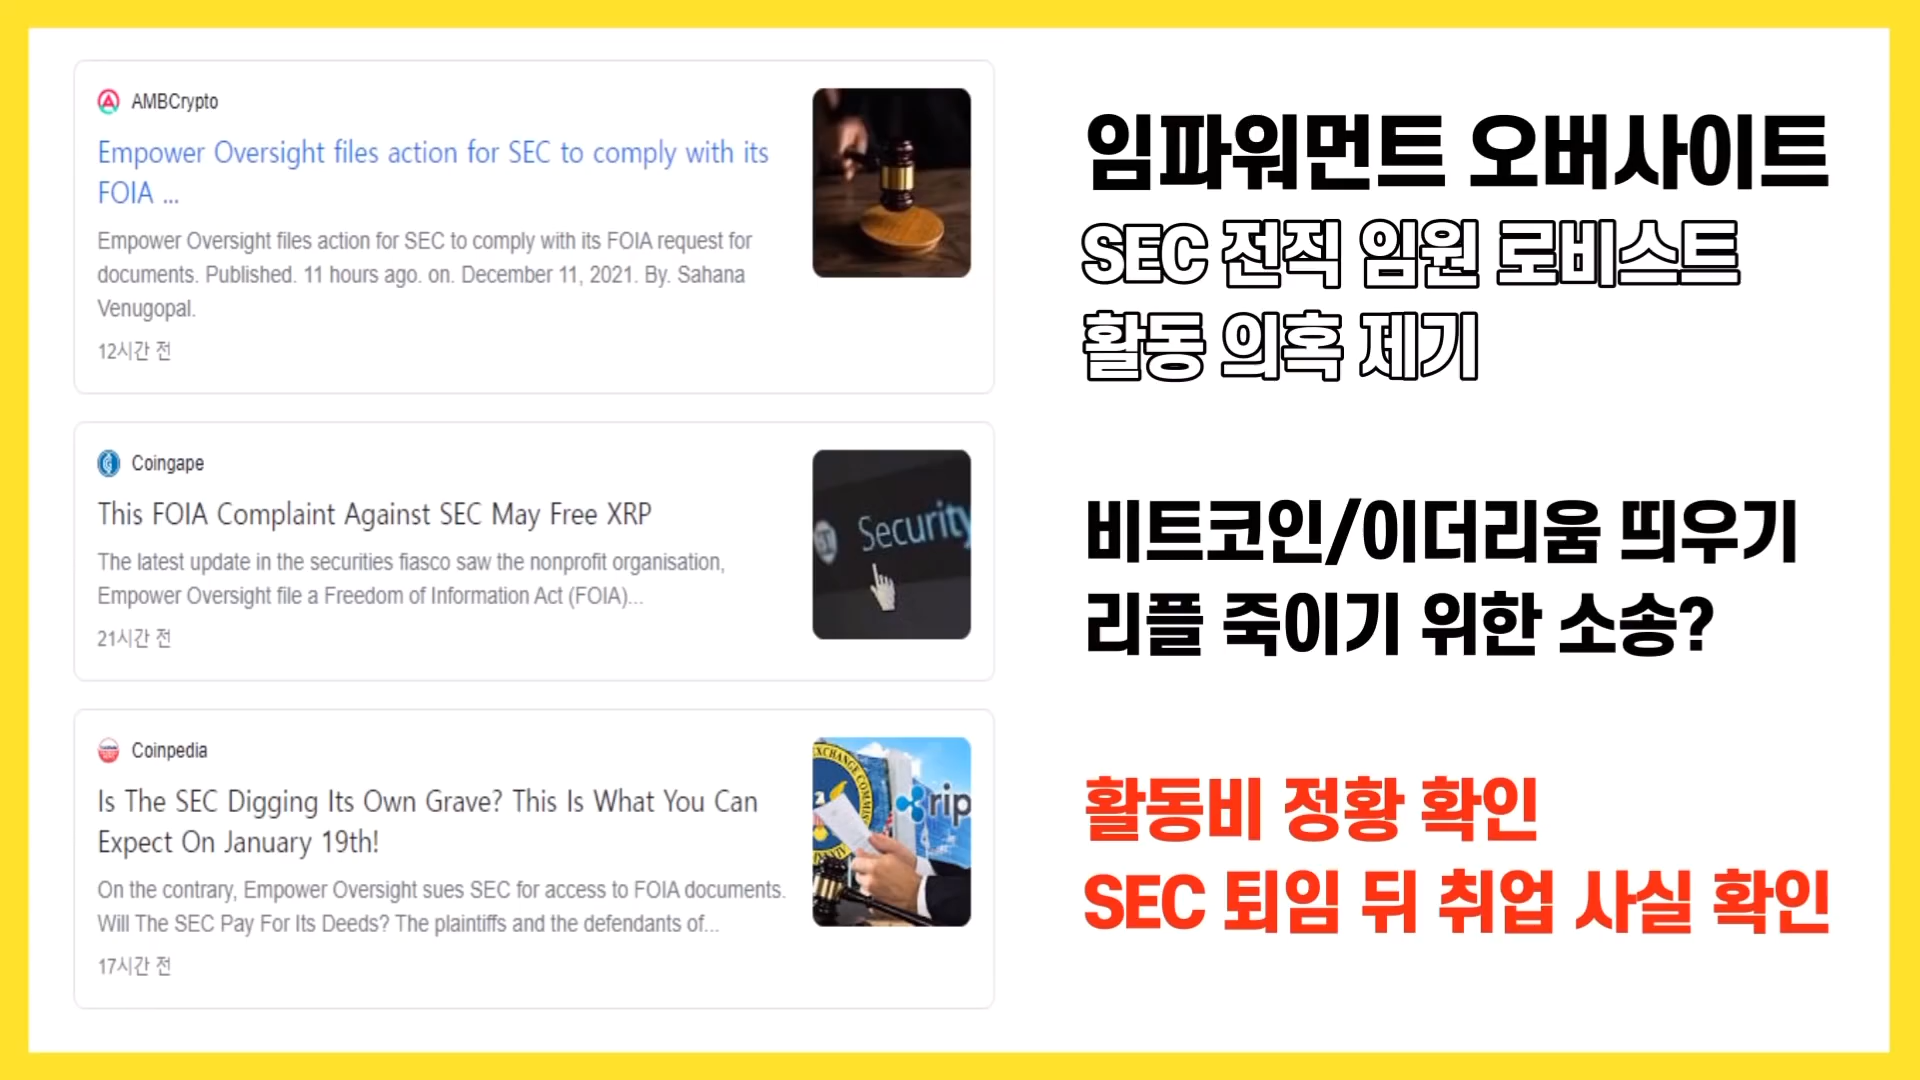 AMBCrypto
Empower Oversight files action for SEC to comply with its
FOIA ...
Empower Oversight files action for SEC to comply with its FOIA request for
documents. Published. 11 hours ago. on. December 11, 2021. By. Sahana
Venugopal.
12시간 전
Coingape
This FOIA Complaint Against SEC May Free XRP
The latest update in the securities fiasco saw the nonprofit organisation,
Empower Oversight file a Freedom of Information Act (FOIA)...
21시간 전
Security
Coinpedia
Is The SEC Digging Its Own Grave? This Is What You Can
Expect On January 19th!
On the contrary, Empower Oversight sues SEC for access to FOIA documents.
Will The SEC Pay For Its Deeds? The plaintiffs and the defendants of...
17시간 전
rip
임파워먼트 오버사이트
SEC 전직 임원 로비스트
활동 의혹 제기
비트코인/이더리움 띄우기
리플 죽이기 위한 소송?
활동비 정황 확인
SEC 퇴임 뒤 취업 사실 확인